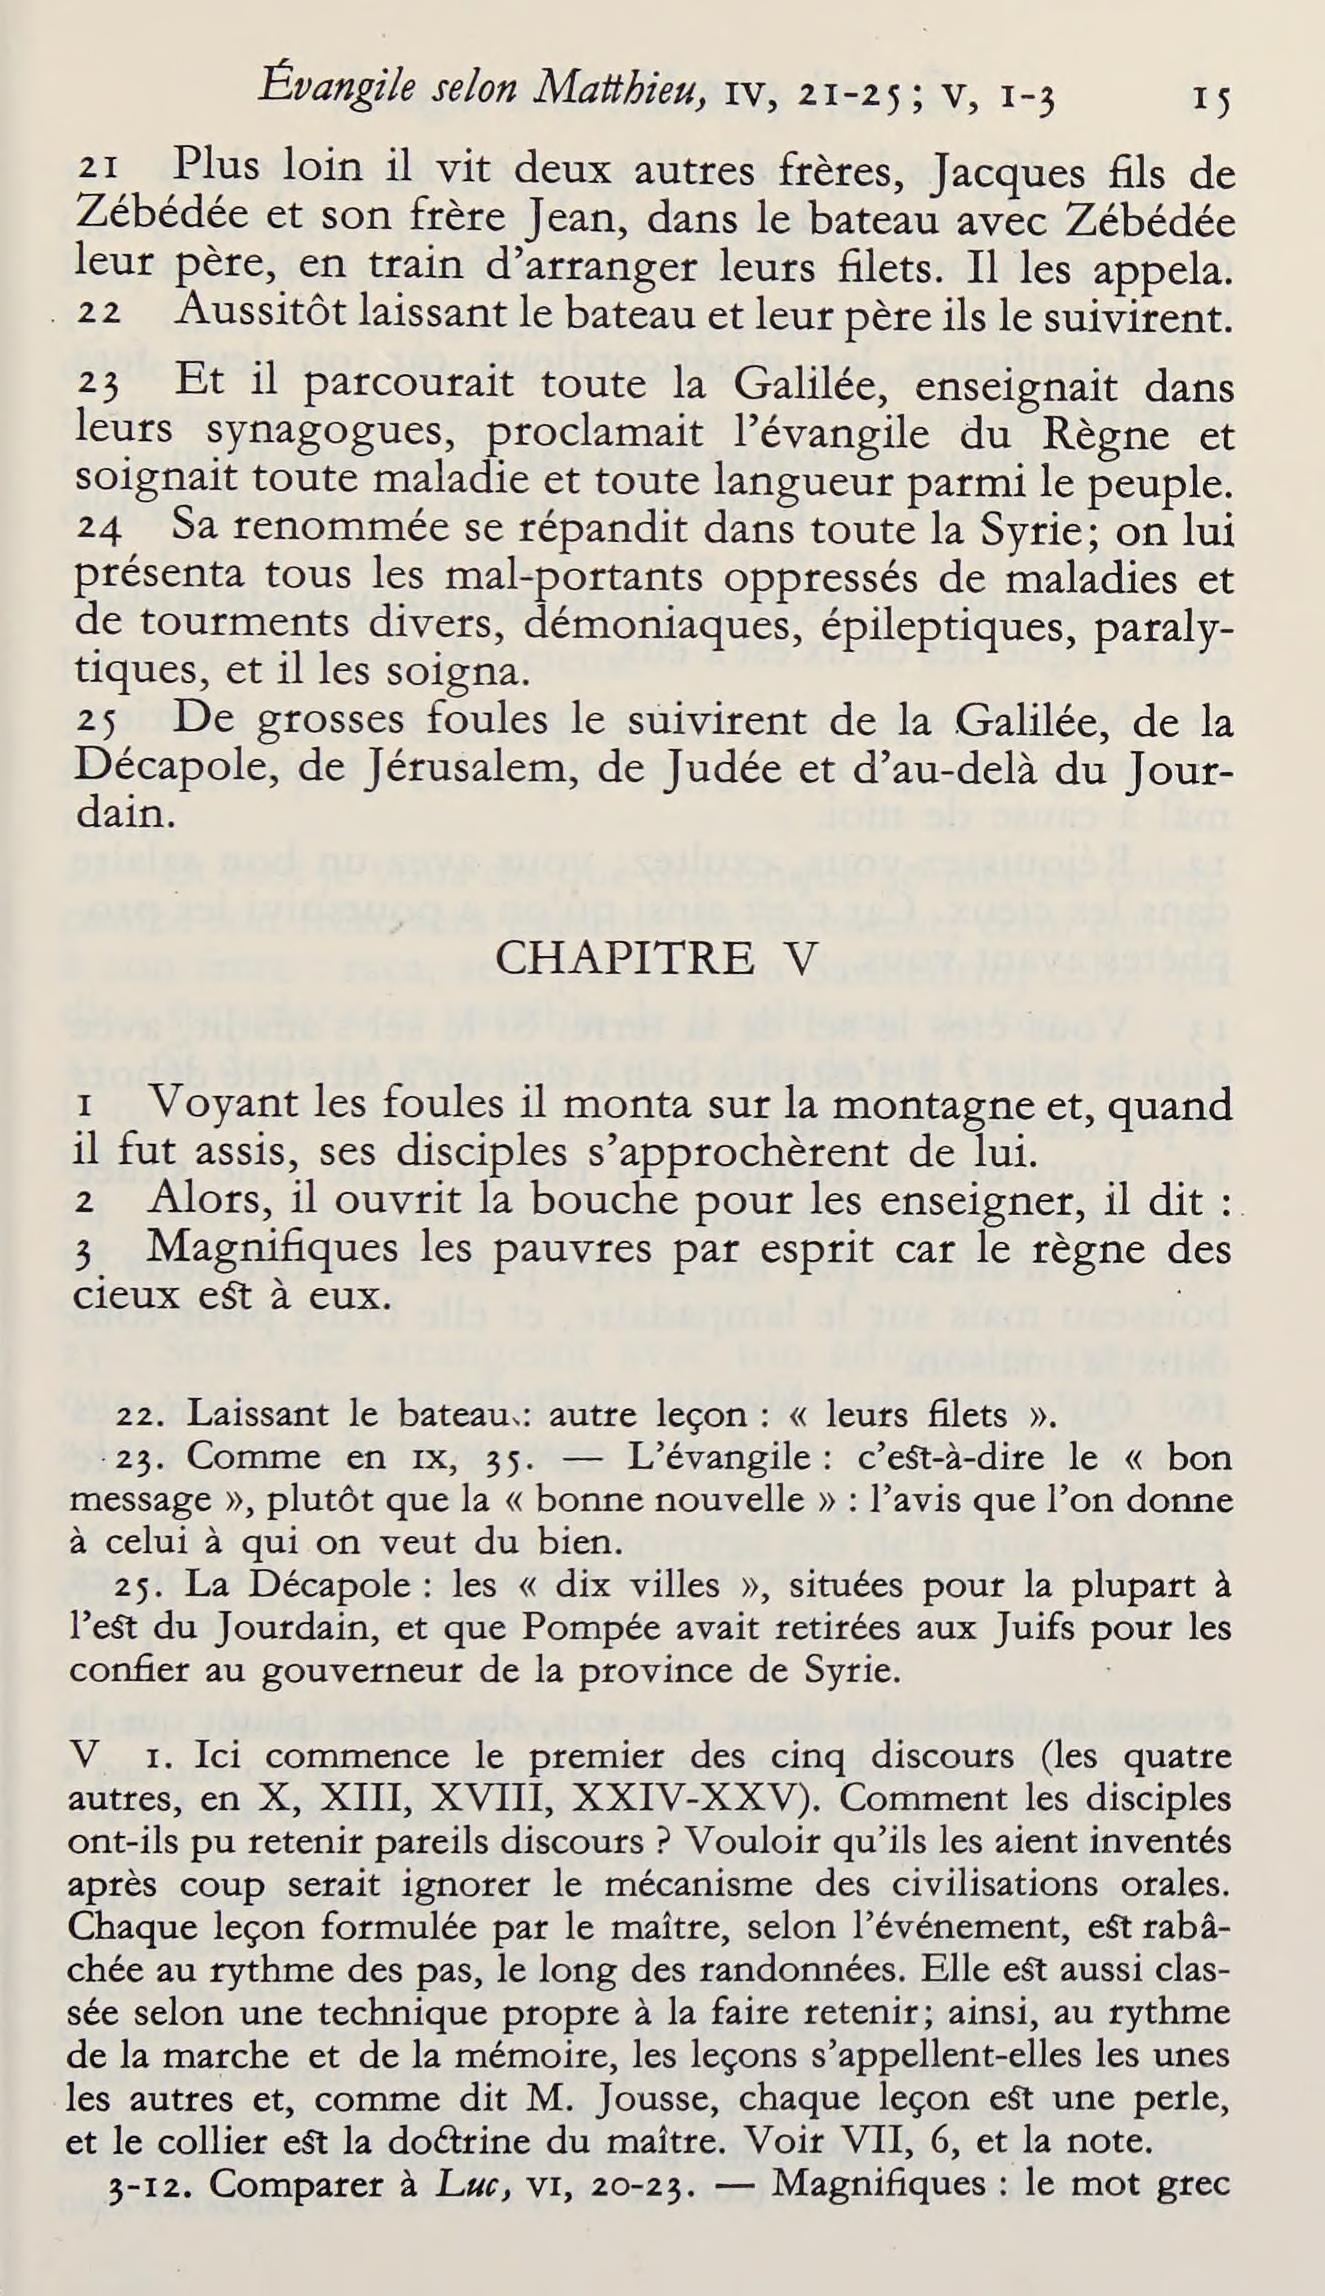 Évangile selon Matthieu, IV, 21-25 ; V, 1-3 15
21 Plus loin il vit deux autres frères, Jacques fils de
Zébédée et son frère Jean, dans le bateau avec Zébédée
leur père, en train d'arranger leurs filets. Il les appela.
22 Aussitôt laissant le bateau et leur père ils le suivirent.
23 Et il parcourait toute la Galilée, enseignait dans
leurs synagogues, proclamait l'évangile du Règne et
soignait toute maladie et toute langueur parmi le peuple.
24 Sa renommée se répandit dans toute la Syrie; on lui
présenta tous les mal-portants oppressés de maladies et
de tourments divers, démoniaques, épileptiques, paraly-
tiques, et il les soigna.
25 De grosses foules le suivirent de la Galilée, de la
Décapole, de Jérusalem, de Judée et d'au-delà du Jour-
dain.
CHAPITRE V
1 Voyant les foules il monta sur la montagne et, quand
il fut assis, ses disciples s'approchèrent de lui.
2 Alors, il ouvrit la bouche pour les enseigner, il dit :
3 Magnifiques les pauvres par esprit car le règne des
cieux est à eux.
22. Laissant le bateau : autre leçon : « leurs filets ».
23. Comme en IX, 35. — L'évangile : c'est-à-dire le « bon
message », plutôt que la « bonne nouvelle » : l'avis que l'on donne
à celui à qui on veut du bien.
25. La Décapole : les « dix villes », situées pour la plupart à
l'est du Jourdain, et que Pompée avait retirées aux Juifs pour les
confier au gouverneur de la province de Syrie.
V 1. Ici commence le premier des cinq discours (les quatre
autres, en X, XIII, XVIII, XXIV-XXV). Comment les disciples
ont-ils pu retenir pareils discours ? Vouloir qu'ils les aient inventés
après coup serait ignorer le mécanisme des civilisations orales.
Chaque leçon formulée par le maître, selon l'événement, est rabâ-
chée au rythme des pas, le long des randonnées. Elle est aussi clas-
sée selon une technique propre à la faire retenir; ainsi, au rythme
de la marche et de la mémoire, les leçons s'appellent-elles les unes
les autres et, comme dit M. Jousse, chaque leçon est une perle,
et le collier est la doctrine du maître. Voir VII, 6, et la note.
3-12. Comparer à Luc, VI, 20-23. — Magnifiques : le mot grec